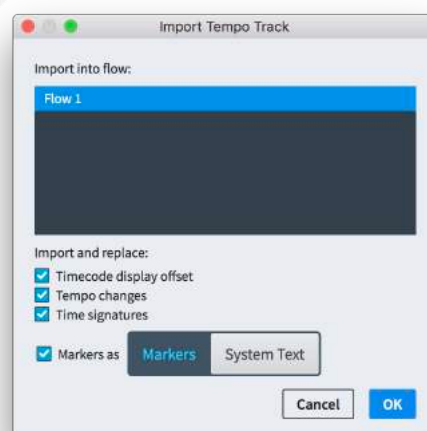 Import Tempo Track
Import into flow:
Flow 1
Import and replace:
Timecode display offset
Tempo changes
Time signatures
Markers as Markers System Text
Cancel OK